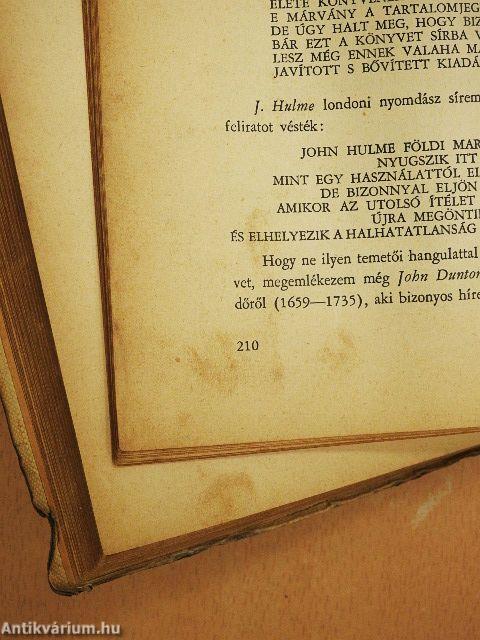 ÉLETE
E MÁRVÁNY A TARTALOMJEG
DE ÚGY HALT MEG, HOGY BIZ
BÁR EZT A KÖNYVET SÍRBA V
LESZ MÉG ENNEK VALAHA MA
JAVÍTOTT S BŐVÍTETT KIADÁ
J. Hulme londoni nyomdász sírem
feliratot vésték:
JOHN HULME FÖLDI MAR
NYUGSZIK ITT
MINT EGY HASZNÁLATTÓL EL
DE BIZONNYAL ELJÖN
AMIKOR AZ UTOLSÓ ÍTÉLET
ÚJRA MEGÖNTI
ÉS ELHELYEZIK A HALHATATLANSÁG
Hogy ne ilyen temetői hangulattal
vet, megemlékezem még John Dunton
dőről (1659—1735), aki bizonyos híre
210
Antikvárium.hu